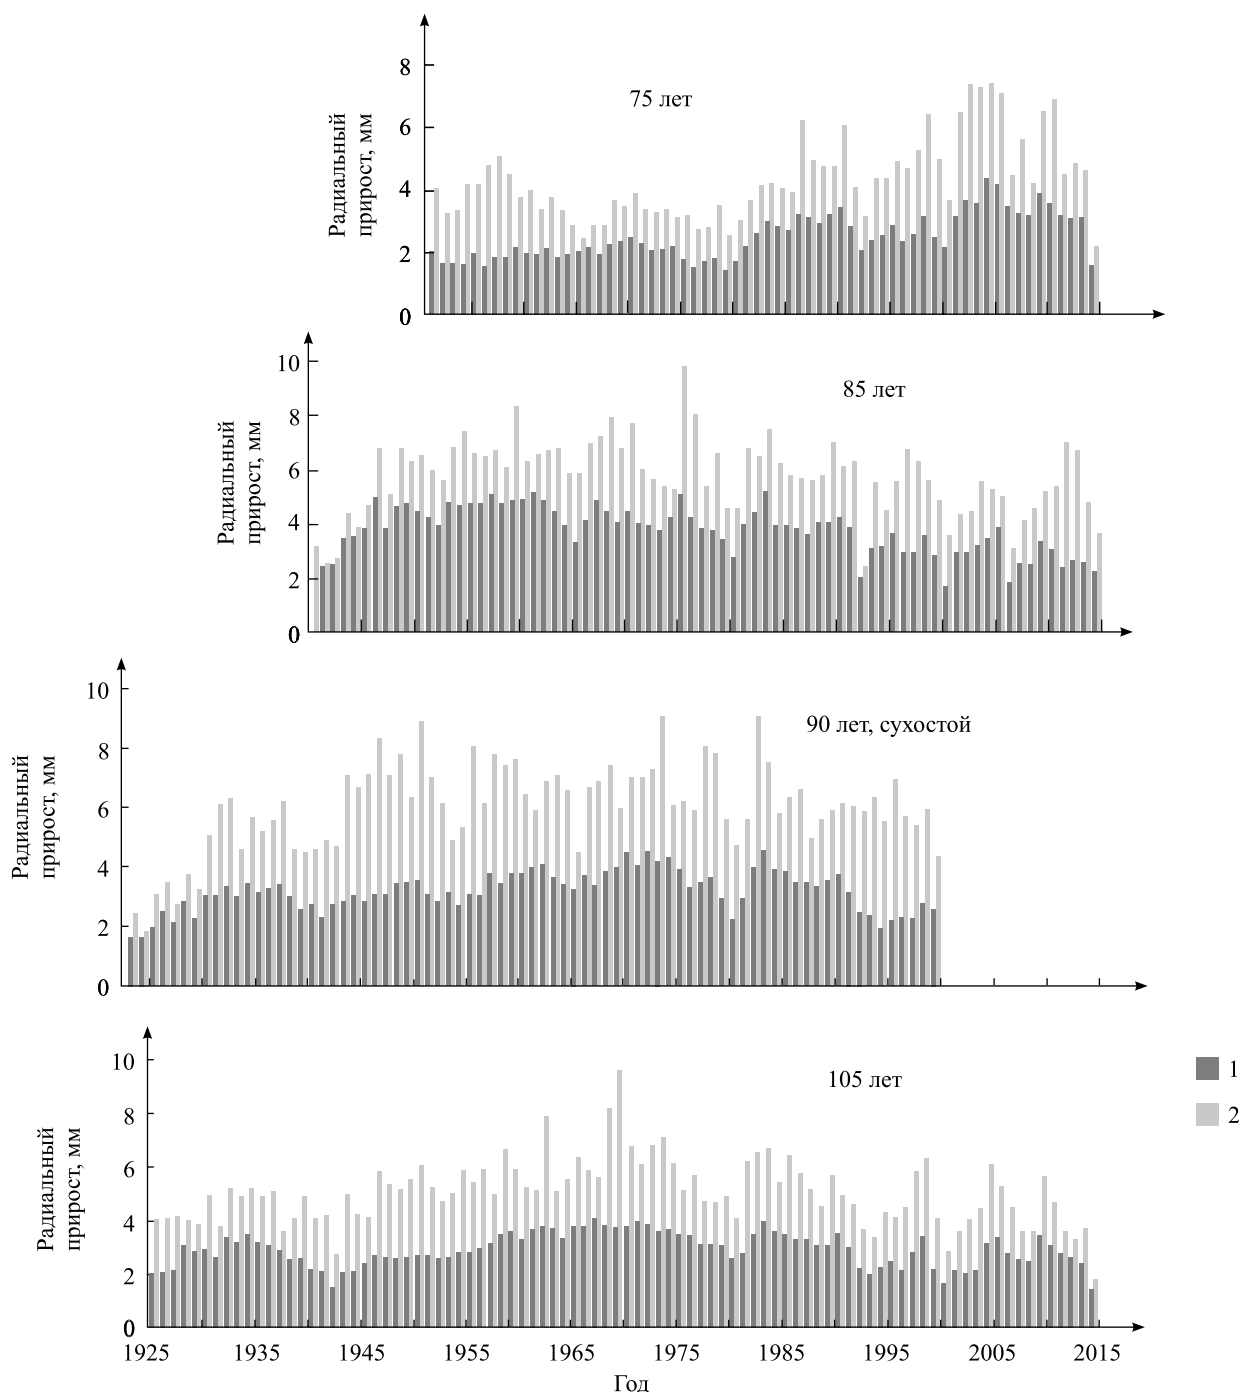 8
6
4
2
0
Радиальный
прирост, мм
75 лет
10
8
6
4
2
0
Радиальный
прирост, мм
85 лет
10
8
6
4
2
0
Радиальный
прирост, мм
90 лет, сухостой
10
8
6
4
2
0
Радиальный
прирост, мм
105 лет
1
2
1925 1935 1945 1955 1965 1975 1985 1995 2005 2015
Год